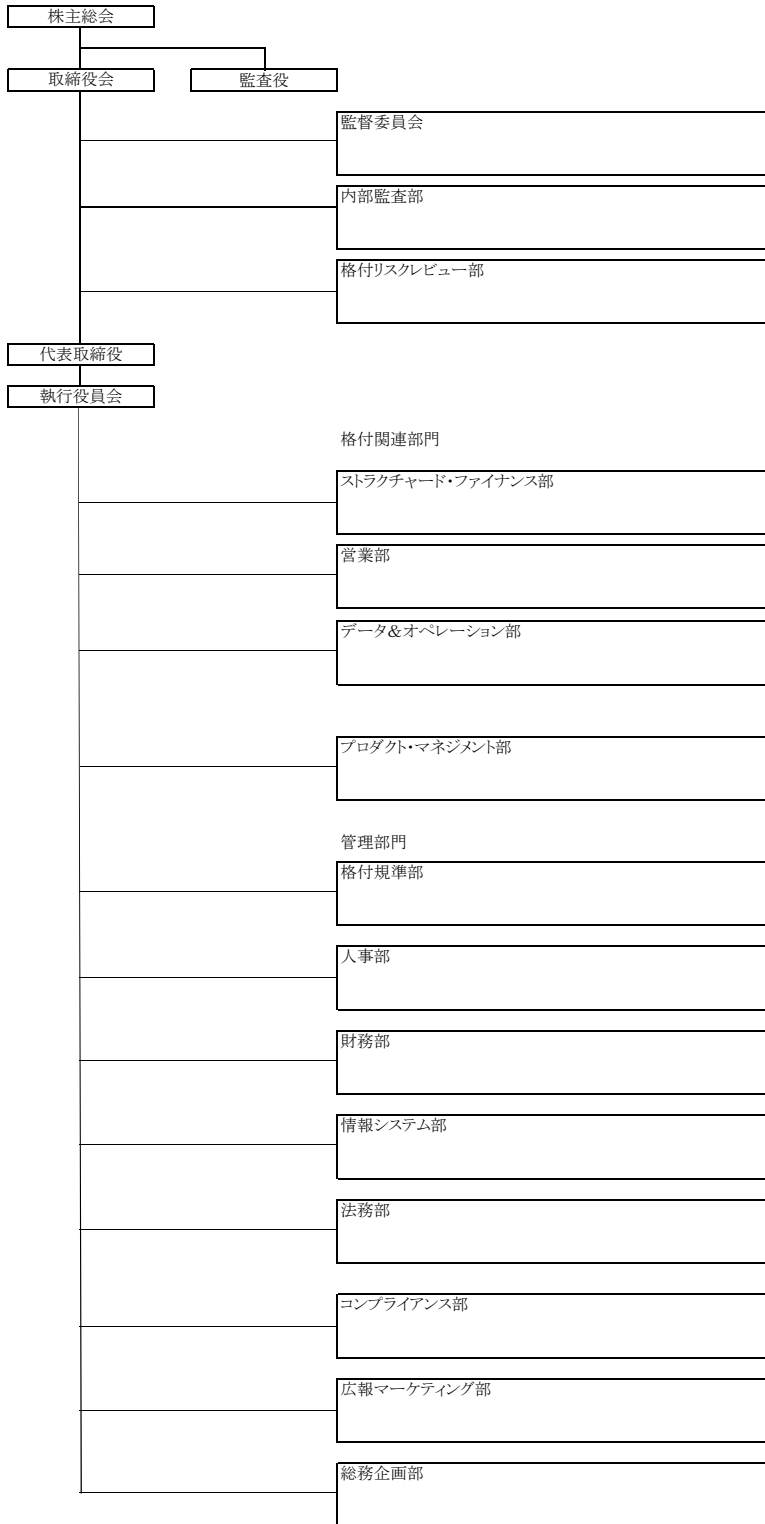 株主総会
取締役会
監査役
監督委員会
内部監査部
格付リスクレビュー部
代表取締役
執行役員会
格付関連部門
ストラクチャード・ファイナンス部
営業部
データ&オペレーション部
プロダクト・マネジメント部
管理部門
格付規準部
人事部
財務部
情報システム部
法務部
コンプライアンス部
広報マーケティング部
総務企画部